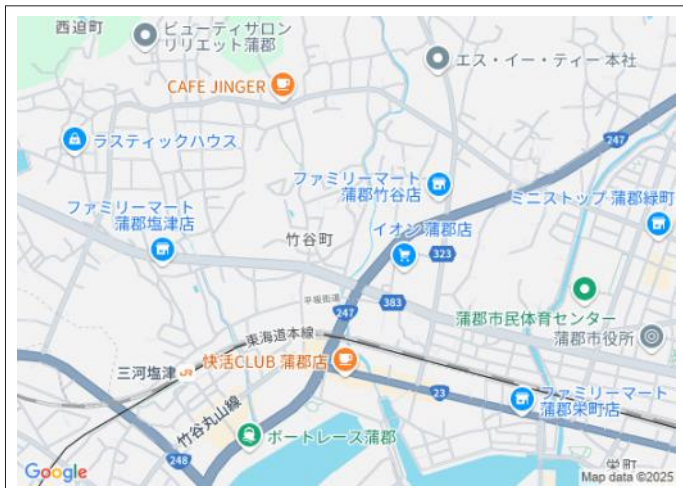 西迫町
ビューティサロン
リリエット蒲郡
エス・イー・ティー 本社
CAFE JINGER
247
ラスティックハウス
ファミリーマート
蒲郡竹谷店
ミニストップ 蒲郡緑町
ファミリーマート
蒲郡塩津店
竹谷町
イオン 蒲郡店
323
平坂街道
383
247
蒲郡市民体育センター
東海道本線
蒲郡市役所
快活CLUB 蒲郡店
三河塩津
JR
23
ファミリーマート
蒲郡栄町店
竹谷丸山線
ボートレース蒲郡
248
栄町
Google
Map data ©2025